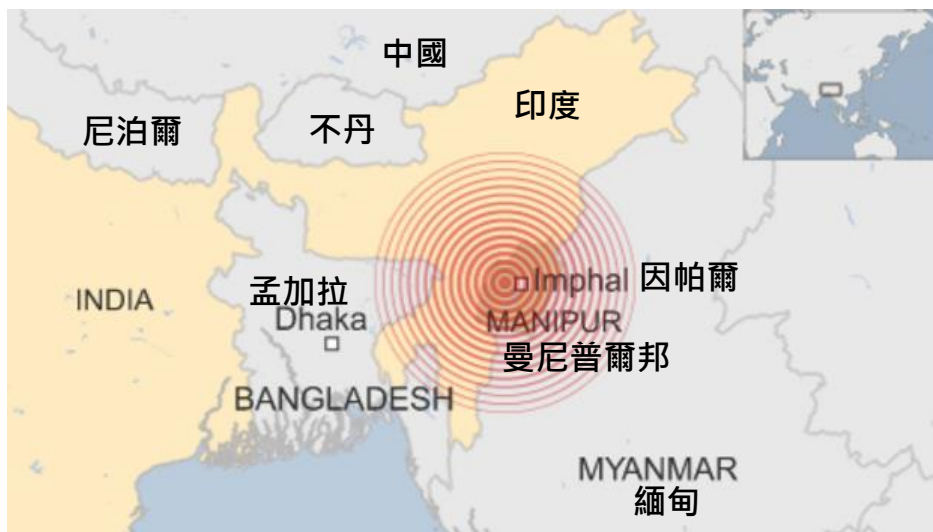 中國
印度
尼泊爾
不丹
Imphal 因帕爾
孟加拉
INDIA
Dhaka
MANIPUR
曼尼普爾邦
BANGLADESH
MYANMAR
緬甸